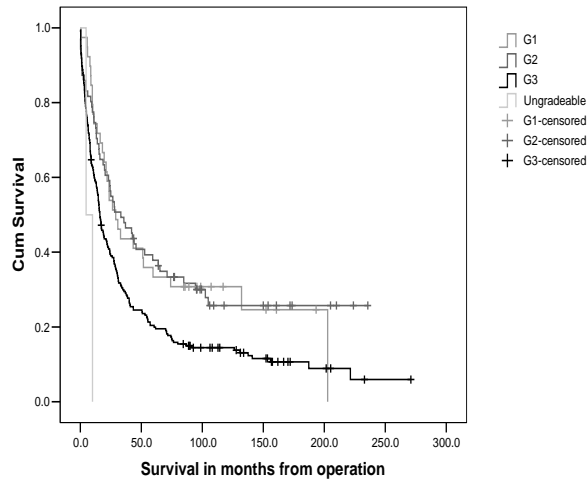 1.0
0.8
0.6
0.4
0.2
0.0
Cum Survival
0.0 50.0 100.0 150.0 200.0 250.0 300.0
Survival in months from operation
G1
G2
G3
Ungradeable
G1-censored
G2-censored
G3-censored